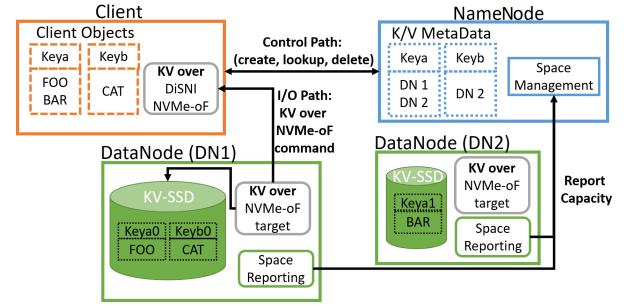 Client
Client Objects
Keya
Keyb
FOO
BAR
CAT
KV over
DiSNI
NVMe-oF
Control Path:
(create, lookup, delete)
I/O Path:
KV over
NVMe-oF
command
NameNode
K/V MetaData
Keya
Keyb
DN 1
DN 2
DN 2
Space
Management
DataNode (DN1)
KV-SSD
Keya0
Keyb0
FOO
CAT
KV over
NVMe-oF
target
Space
Reporting
DataNode (DN2)
KV-SSD
Keya1
BAR
KV over
NVMe-oF
target
Space
Reporting
Report
Capacity